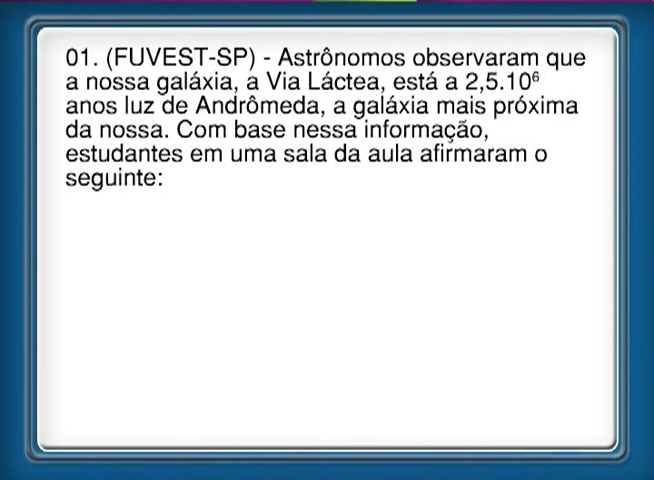 01. (FUVEST-SP) - Astrônomos observaram que
a nossa galáxia, a Via Láctea, está a 2,5.10⁶
anos luz de Andrômeda, a galáxia mais próxima
da nossa. Com base nessa informação,
estudantes em uma sala da aula afirmaram o
seguinte: